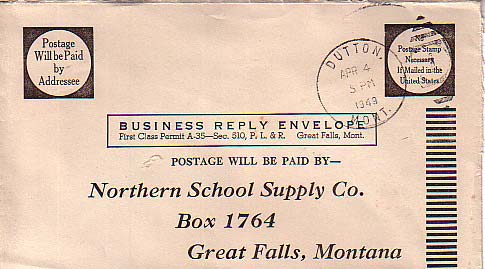 Postage
Will be Paid
by
Addressee
DUTTON,
APR 4
5 PM
1949
MONT.
No
Postage Stamp
Necessary
If Mailed in the
United States
BUSINESS REPLY ENVELOPE
First Class Permit A-35—Sec. 510, P. L. & R. Great Falls, Mont.
POSTAGE WILL BE PAID BY—
Northern School Supply Co.
Box 1764
Great Falls, Montana